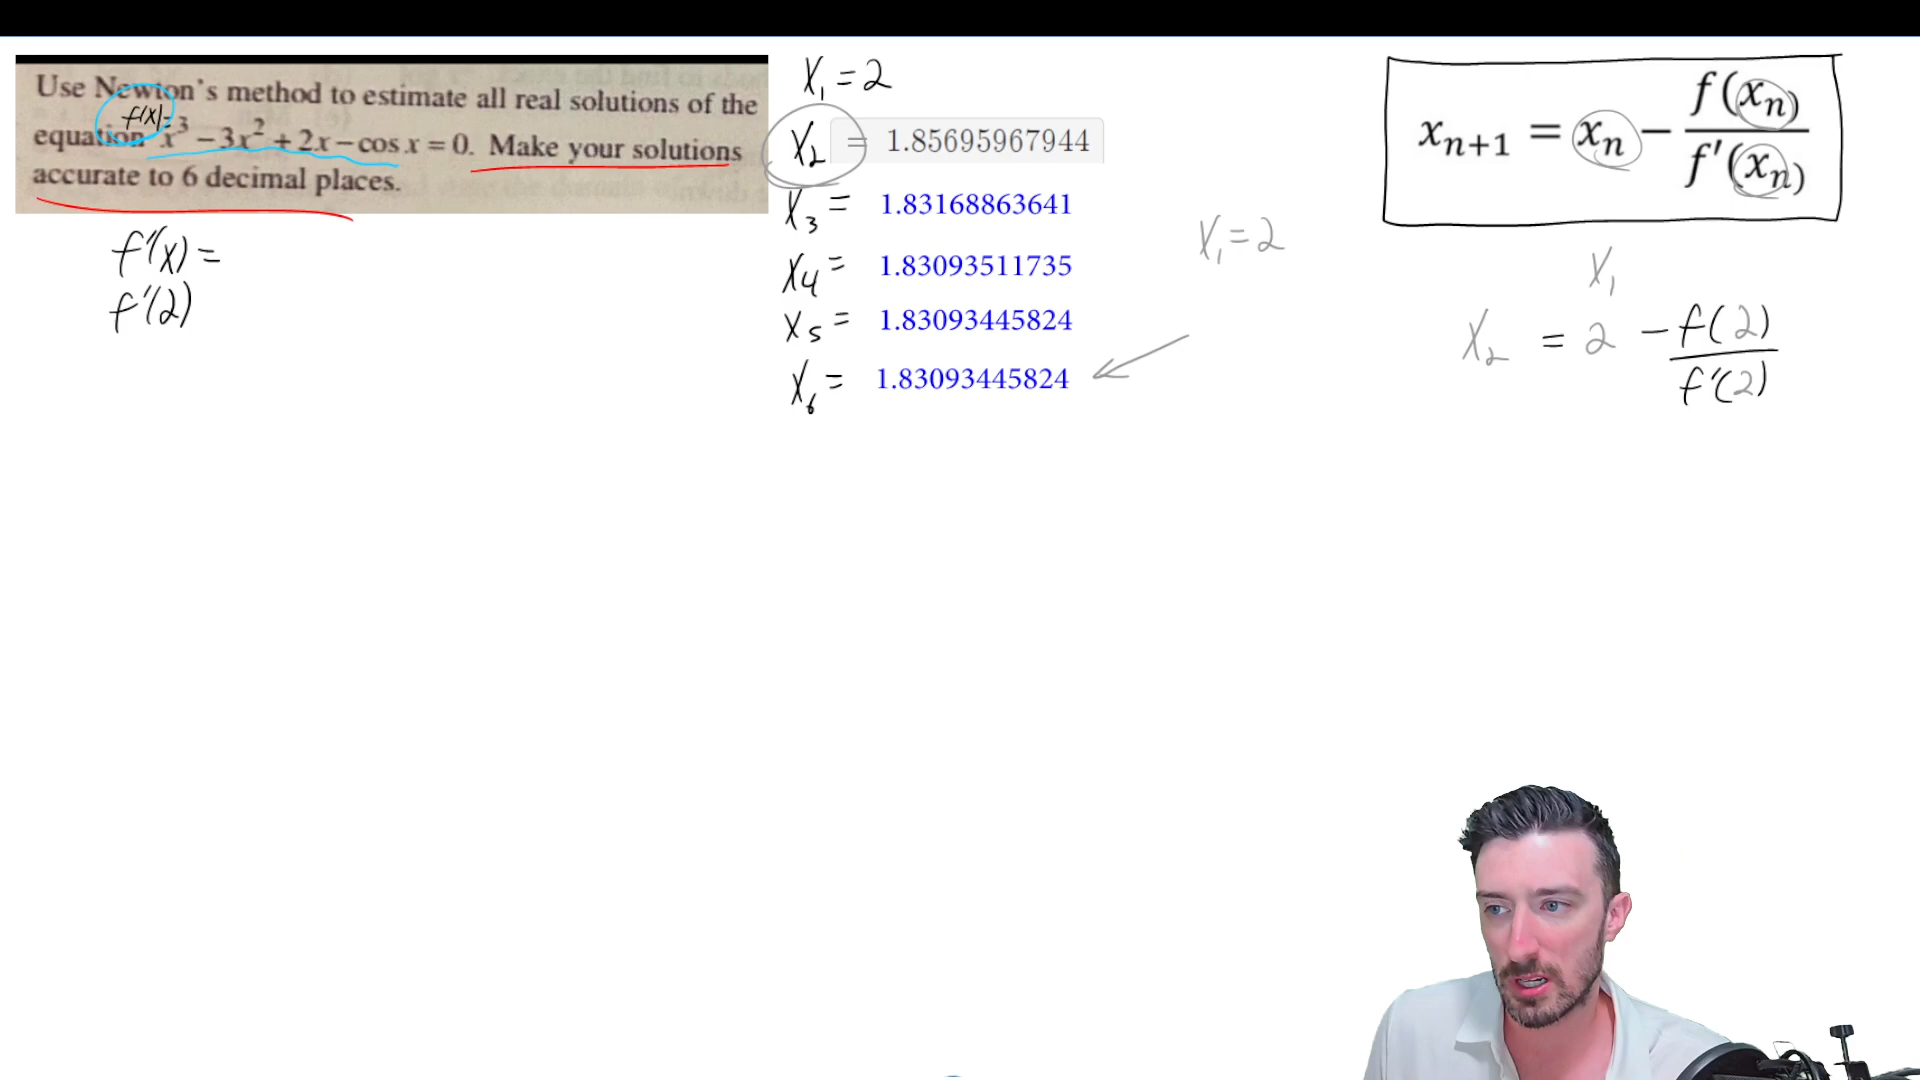 Use Newton's method to estimate all real solutions of the
f(x)=
equation x³ − 3x² + 2x − cos x = 0. Make your solutions
accurate to 6 decimal places.
f'(x) =
f'(2)
x₁ = 2
x₂ = 1.85695967944
x₃ = 1.83168863641
x₄ = 1.83093511735
x₅ = 1.83093445824
x₆ = 1.83093445824
x₁ = 2
xₙ₊₁ = xₙ − f(xₙ) / f'(xₙ)
x₁
x₂ = 2 − f(2) / f'(2)